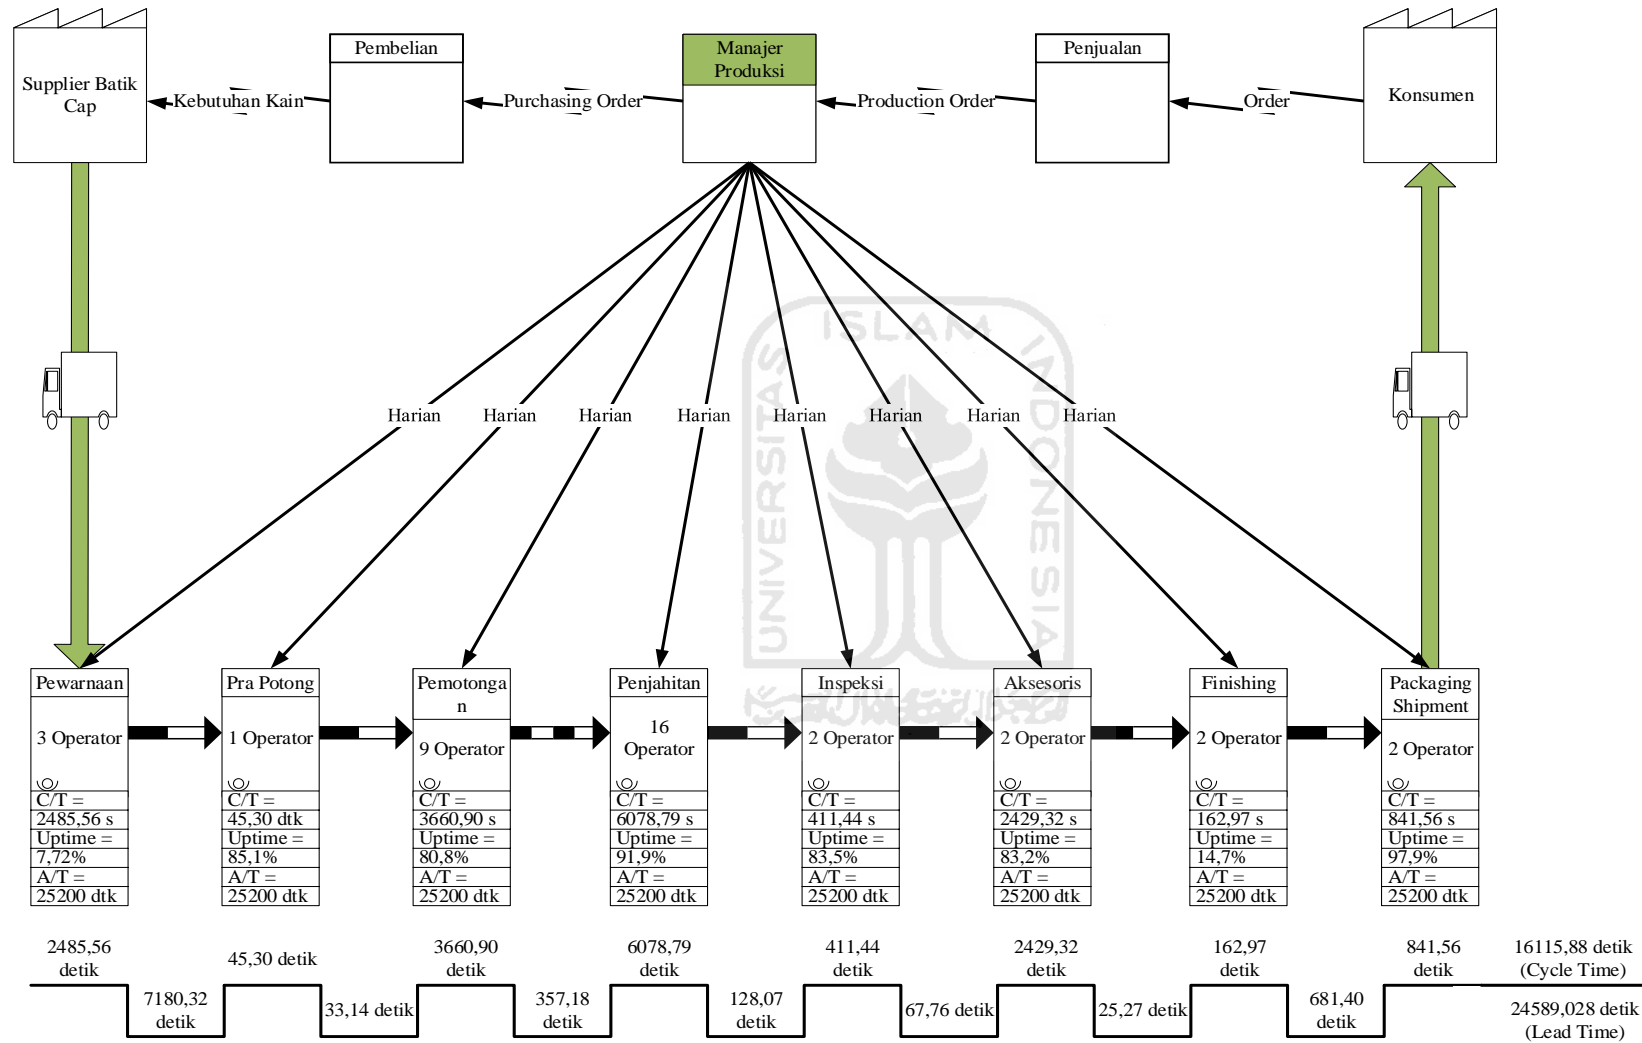 Supplier Batik
Cap
Kebutuhan Kain
Pembelian
Purchasing Order
Manajer
Produksi
Production Order
Penjualan
Order
Konsumen
Harian
Harian
Harian
Harian
Harian
Harian
Harian
Harian
UNIVERSITAS
ISLAM
INDONESIA
Pewarnaan
3 Operator
C/T =
2485,56 s
Uptime =
7,72%
A/T =
25200 dtk
Pra Potong
1 Operator
C/T =
45,30 dtk
Uptime =
85,1%
A/T =
25200 dtk
Pemotonga
n
9 Operator
C/T =
3660,90 s
Uptime =
80,8%
A/T =
25200 dtk
Penjahitan
16
Operator
C/T =
6078,79 s
Uptime =
91,9%
A/T =
25200 dtk
Inspeksi
2 Operator
C/T =
411,44 s
Uptime =
83,5%
A/T =
25200 dtk
Aksesoris
2 Operator
C/T =
2429,32 s
Uptime =
83,2%
A/T =
25200 dtk
Finishing
2 Operator
C/T =
162,97 s
Uptime =
14,7%
A/T =
25200 dtk
Packaging
Shipment
2 Operator
C/T =
841,56 s
Uptime =
97,9%
A/T =
25200 dtk
2485,56
detik
7180,32
detik
45,30 detik
33,14 detik
3660,90
detik
357,18
detik
6078,79
detik
128,07
detik
411,44
detik
67,76 detik
2429,32
detik
25,27 detik
162,97
detik
681,40
detik
841,56
detik
16115,88 detik
(Cycle Time)
24589,028 detik
(Lead Time)